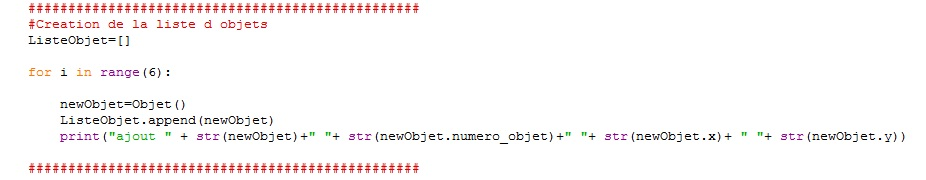 #################################################
#Creation de la liste d objets
ListeObjet=[]
for i in range(6):
newObjet=Objet()
ListeObjet.append(newObjet)
print("ajout " + str(newObjet)+" "+ str(newObjet.numero_objet)+" "+ str(newObjet.x)+ " "+ str(newObjet.y))
#################################################